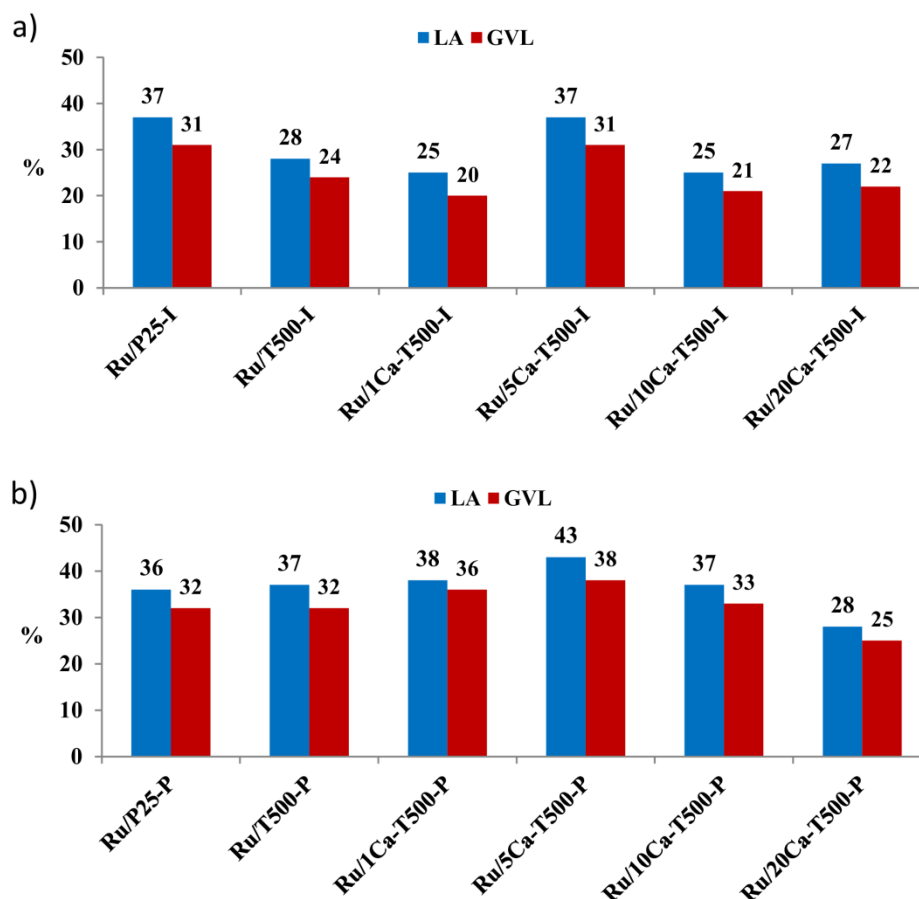 a)
LA GVL
50
40
30
20
10
0
%
37 31 28 24 25 20 37 31 25 21 27 22
Ru/P25-I
Ru/T500-I
Ru/1Ca-T500-I
Ru/5Ca-T500-I
Ru/10Ca-T500-I
Ru/20Ca-T500-I
b)
LA GVL
50
40
30
20
10
0
%
36 32 37 32 38 36 43 38 37 33 28 25
Ru/P25-P
Ru/T500-P
Ru/1Ca-T500-P
Ru/5Ca-T500-P
Ru/10Ca-T500-P
Ru/20Ca-T500-P